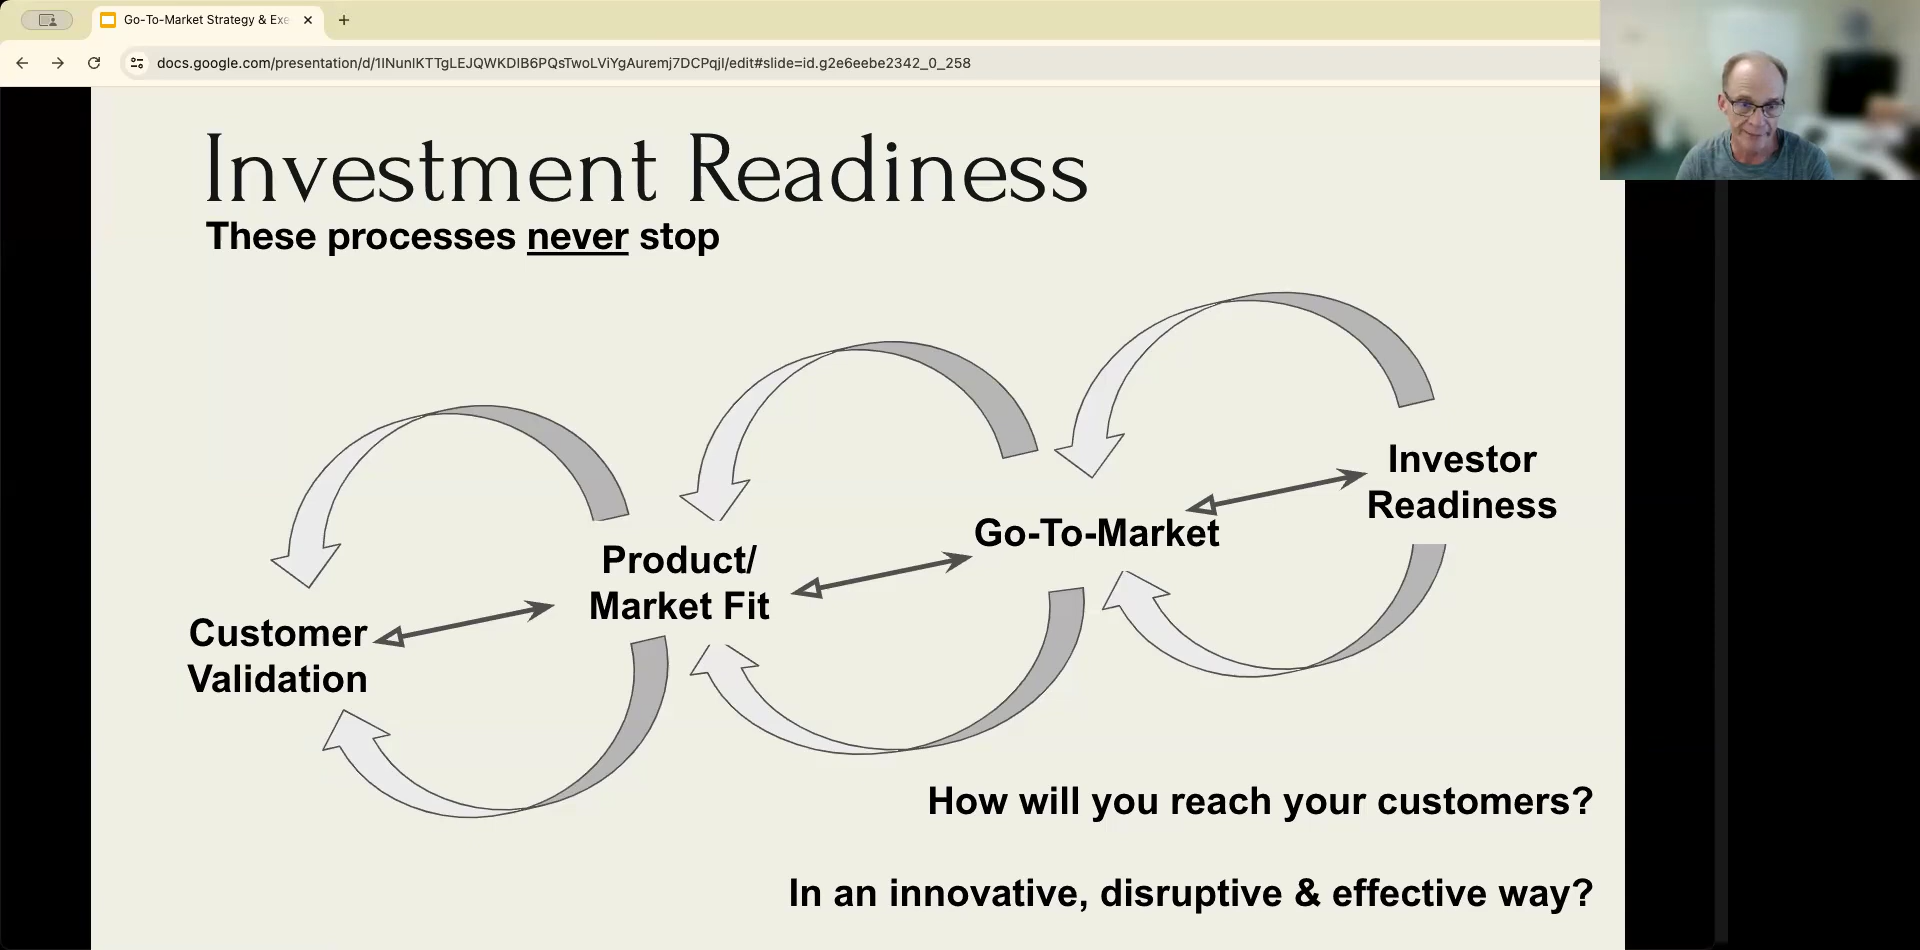 Go-To-Market Strategy & Exe
docs.google.com/presentation/d/1lNunlKTTgLEJQWKDlB6PQsTwoLViYgAuremj7DCPqjI/edit#slide=id.g2e6eebe2342_0_258
Investment Readiness
These processes never stop
Investor
Readiness
Go-To-Market
Product/
Market Fit
Customer
Validation
How will you reach your customers?
In an innovative, disruptive & effective way?